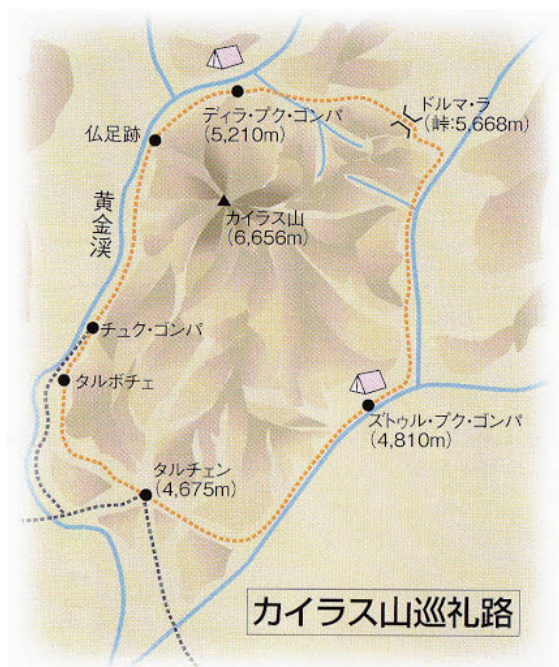 ドルマ・ラ
(峠:5,668m)
ディラ・プク・ゴンパ
(5,210m)
仏足跡
黄金渓
カイラス山
(6,656m)
チュク・ゴンパ
タルボチェ
ズトゥル・プク・ゴンパ
(4,810m)
タルチェン
(4,675m)
カイラス山巡礼路